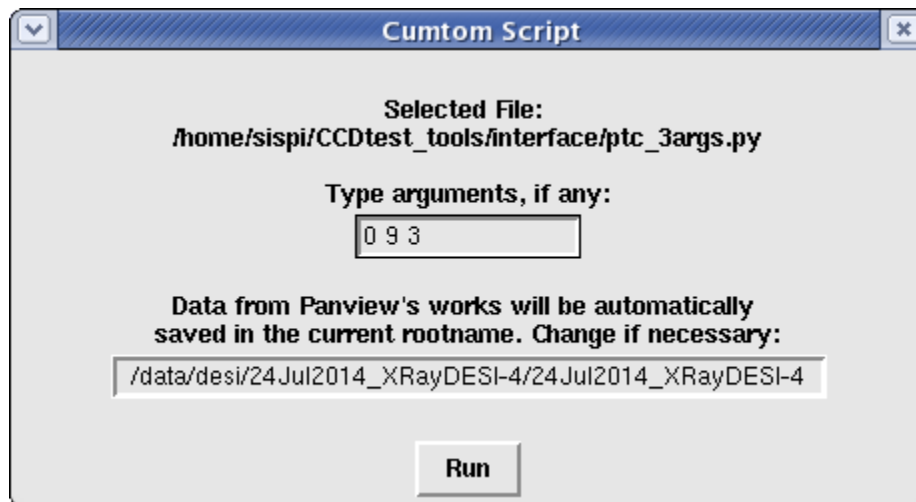 Cumtom Script
Selected File:
/home/sispi/CCDtest_tools/interface/ptc_3args.py
Type arguments, if any:
0 9 3
Data from Panview's works will be automatically
saved in the current rootname. Change if necessary:
/data/desi/24Jul2014_XRayDESI-4/24Jul2014_XRayDESI-4
Run